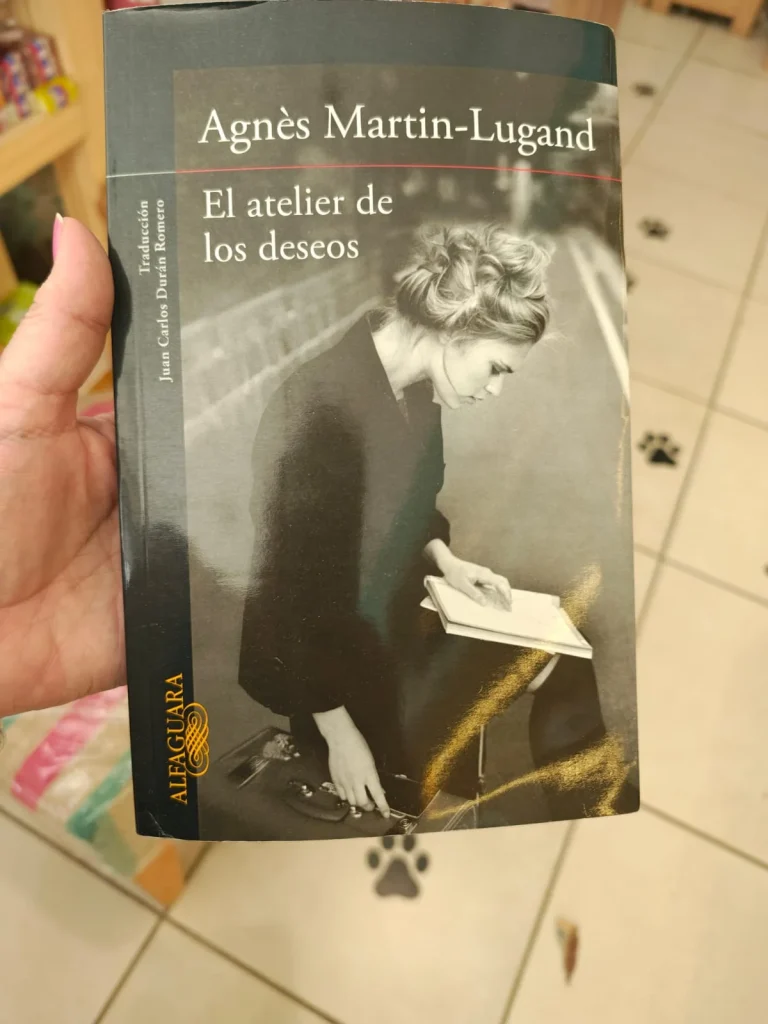 Agnès Martin-Lugand
El atelier de
los deseos
Traducción
Juan Carlos Durán Romero
ALFAGUARA